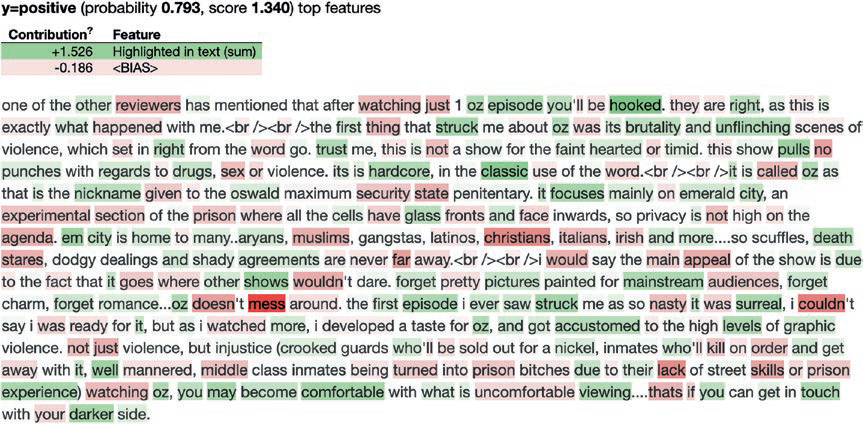 y=positive (probability 0.793, score 1.340) top features
Contribution? Feature
+1.526 Highlighted in text (sum)
-0.186 <BIAS>
one of the other reviewers has mentioned that after watching just 1 oz episode you'll be hooked. they are right, as this is
exactly what happened with me.<br /><br />the first thing that struck me about oz was its brutality and unflinching scenes of
violence, which set in right from the word go. trust me, this is not a show for the faint hearted or timid. this show pulls no
punches with regards to drugs, sex or violence. its is hardcore, in the classic use of the word.<br /><br />it is called oz as
that is the nickname given to the oswald maximum security state penitentary. it focuses mainly on emerald city, an
experimental section of the prison where all the cells have glass fronts and face inwards, so privacy is not high on the
agenda. em city is home to many..aryans, muslims, gangstas, latinos, christians, italians, irish and more....so scuffles, death
stares, dodgy dealings and shady agreements are never far away.<br /><br />i would say the main appeal of the show is due
to the fact that it goes where other shows wouldn't dare. forget pretty pictures painted for mainstream audiences, forget
charm, forget romance...oz doesn't mess around. the first episode i ever saw struck me as so nasty it was surreal, i couldn't
say i was ready for it, but as i watched more, i developed a taste for oz, and got accustomed to the high levels of graphic
violence. not just violence, but injustice (crooked guards who'll be sold out for a nickel, inmates who'll kill on order and get
away with it, well mannered, middle class inmates being turned into prison bitches due to their lack of street skills or prison
experience) watching oz, you may become comfortable with what is uncomfortable viewing....thats if you can get in touch
with your darker side.